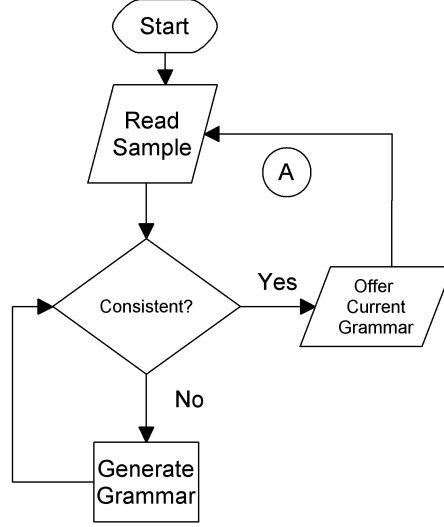 Start
Read
Sample
A
Consistent?
Yes
Offer
Current
Grammar
No
Generate
Grammar